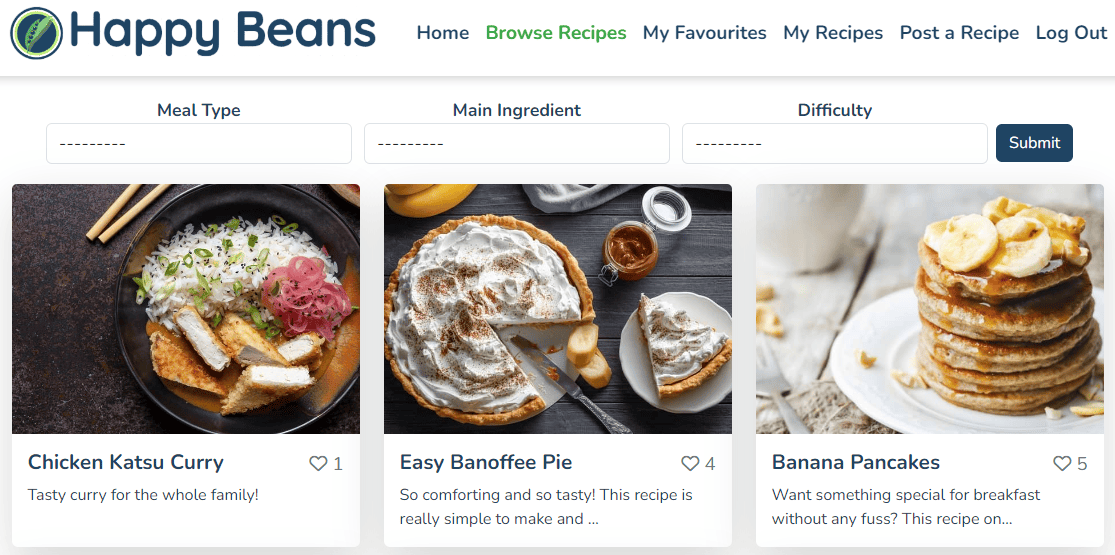 Happy Beans
Home Browse Recipes My Favourites My Recipes Post a Recipe Log Out
Meal Type Main Ingredient Difficulty
--------- --------- --------- Submit
Chicken Katsu Curry 1
Tasty curry for the whole family!
Easy Banoffee Pie 4
So comforting and so tasty! This recipe is
really simple to make and ...
Banana Pancakes 5
Want something special for breakfast
without any fuss? This recipe on...